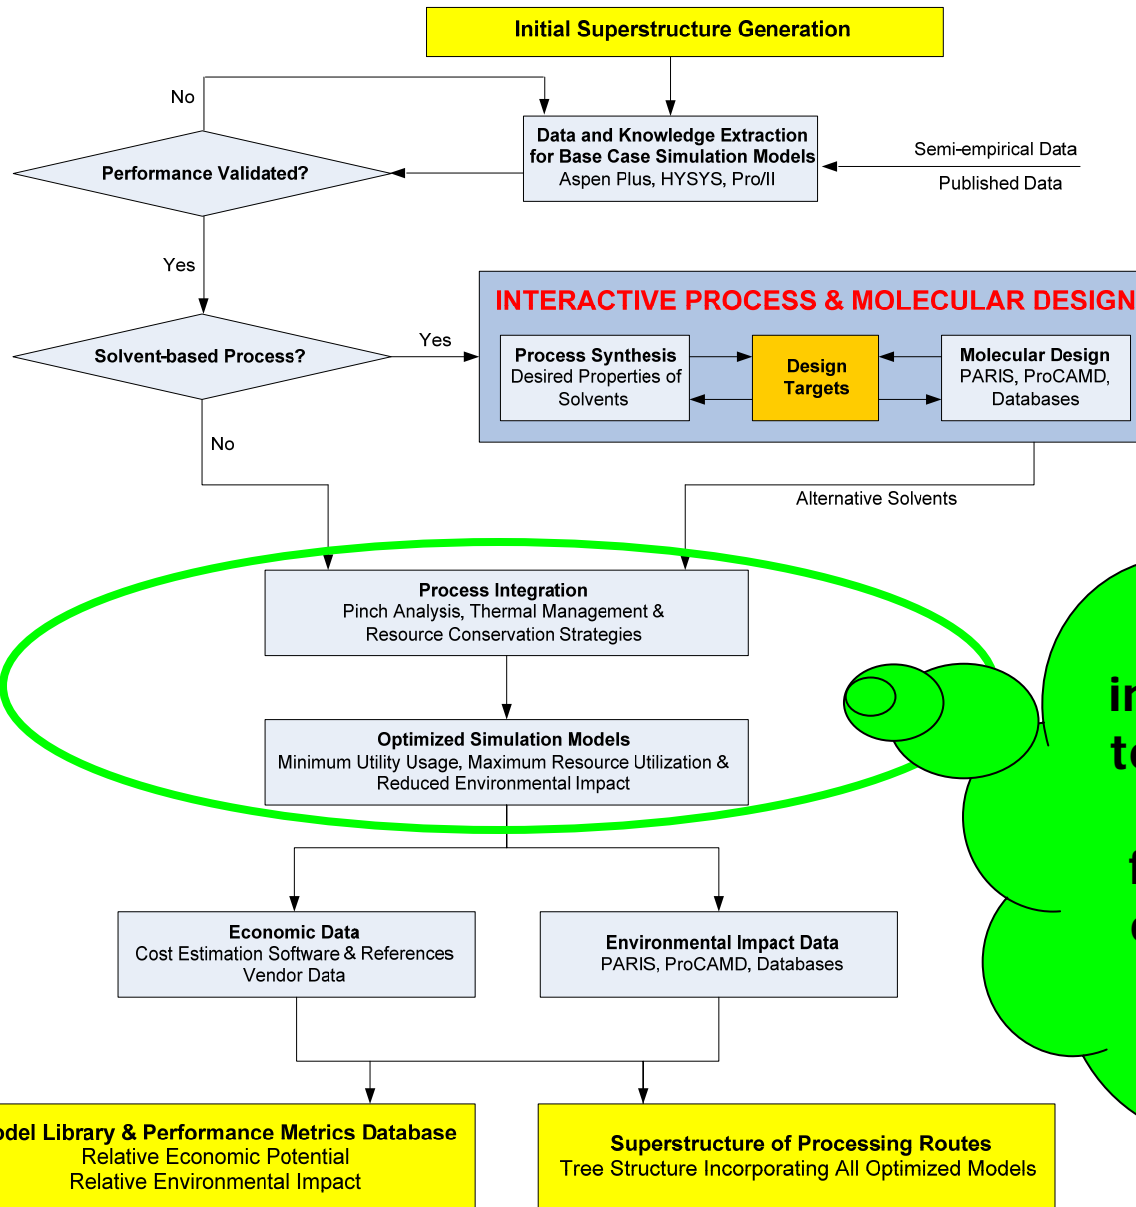 Initial Superstructure Generation
No
Data and Knowledge Extraction
for Base Case Simulation Models
Aspen Plus, HYSYS, Pro/II
Semi-empirical Data
Published Data
Performance Validated?
Yes
INTERACTIVE PROCESS & MOLECULAR DESIGN
Solvent-based Process?
Yes
Process Synthesis
Desired Properties of
Solvents
Design
Targets
Molecular Design
PARIS, ProCAMD,
Databases
No
Alternative Solvents
Process Integration
Pinch Analysis, Thermal Management &
Resource Conservation Strategies
Optimized Simulation Models
Minimum Utility Usage, Maximum Resource Utilization &
Reduced Environmental Impact
Economic Data
Cost Estimation Software & References
Vendor Data
Environmental Impact Data
PARIS, ProCAMD, Databases
Library & Performance Metrics Database
Relative Economic Potential
Relative Environmental Impact
Superstructure of Processing Routes
Tree Structure Incorporating All Optimized Models